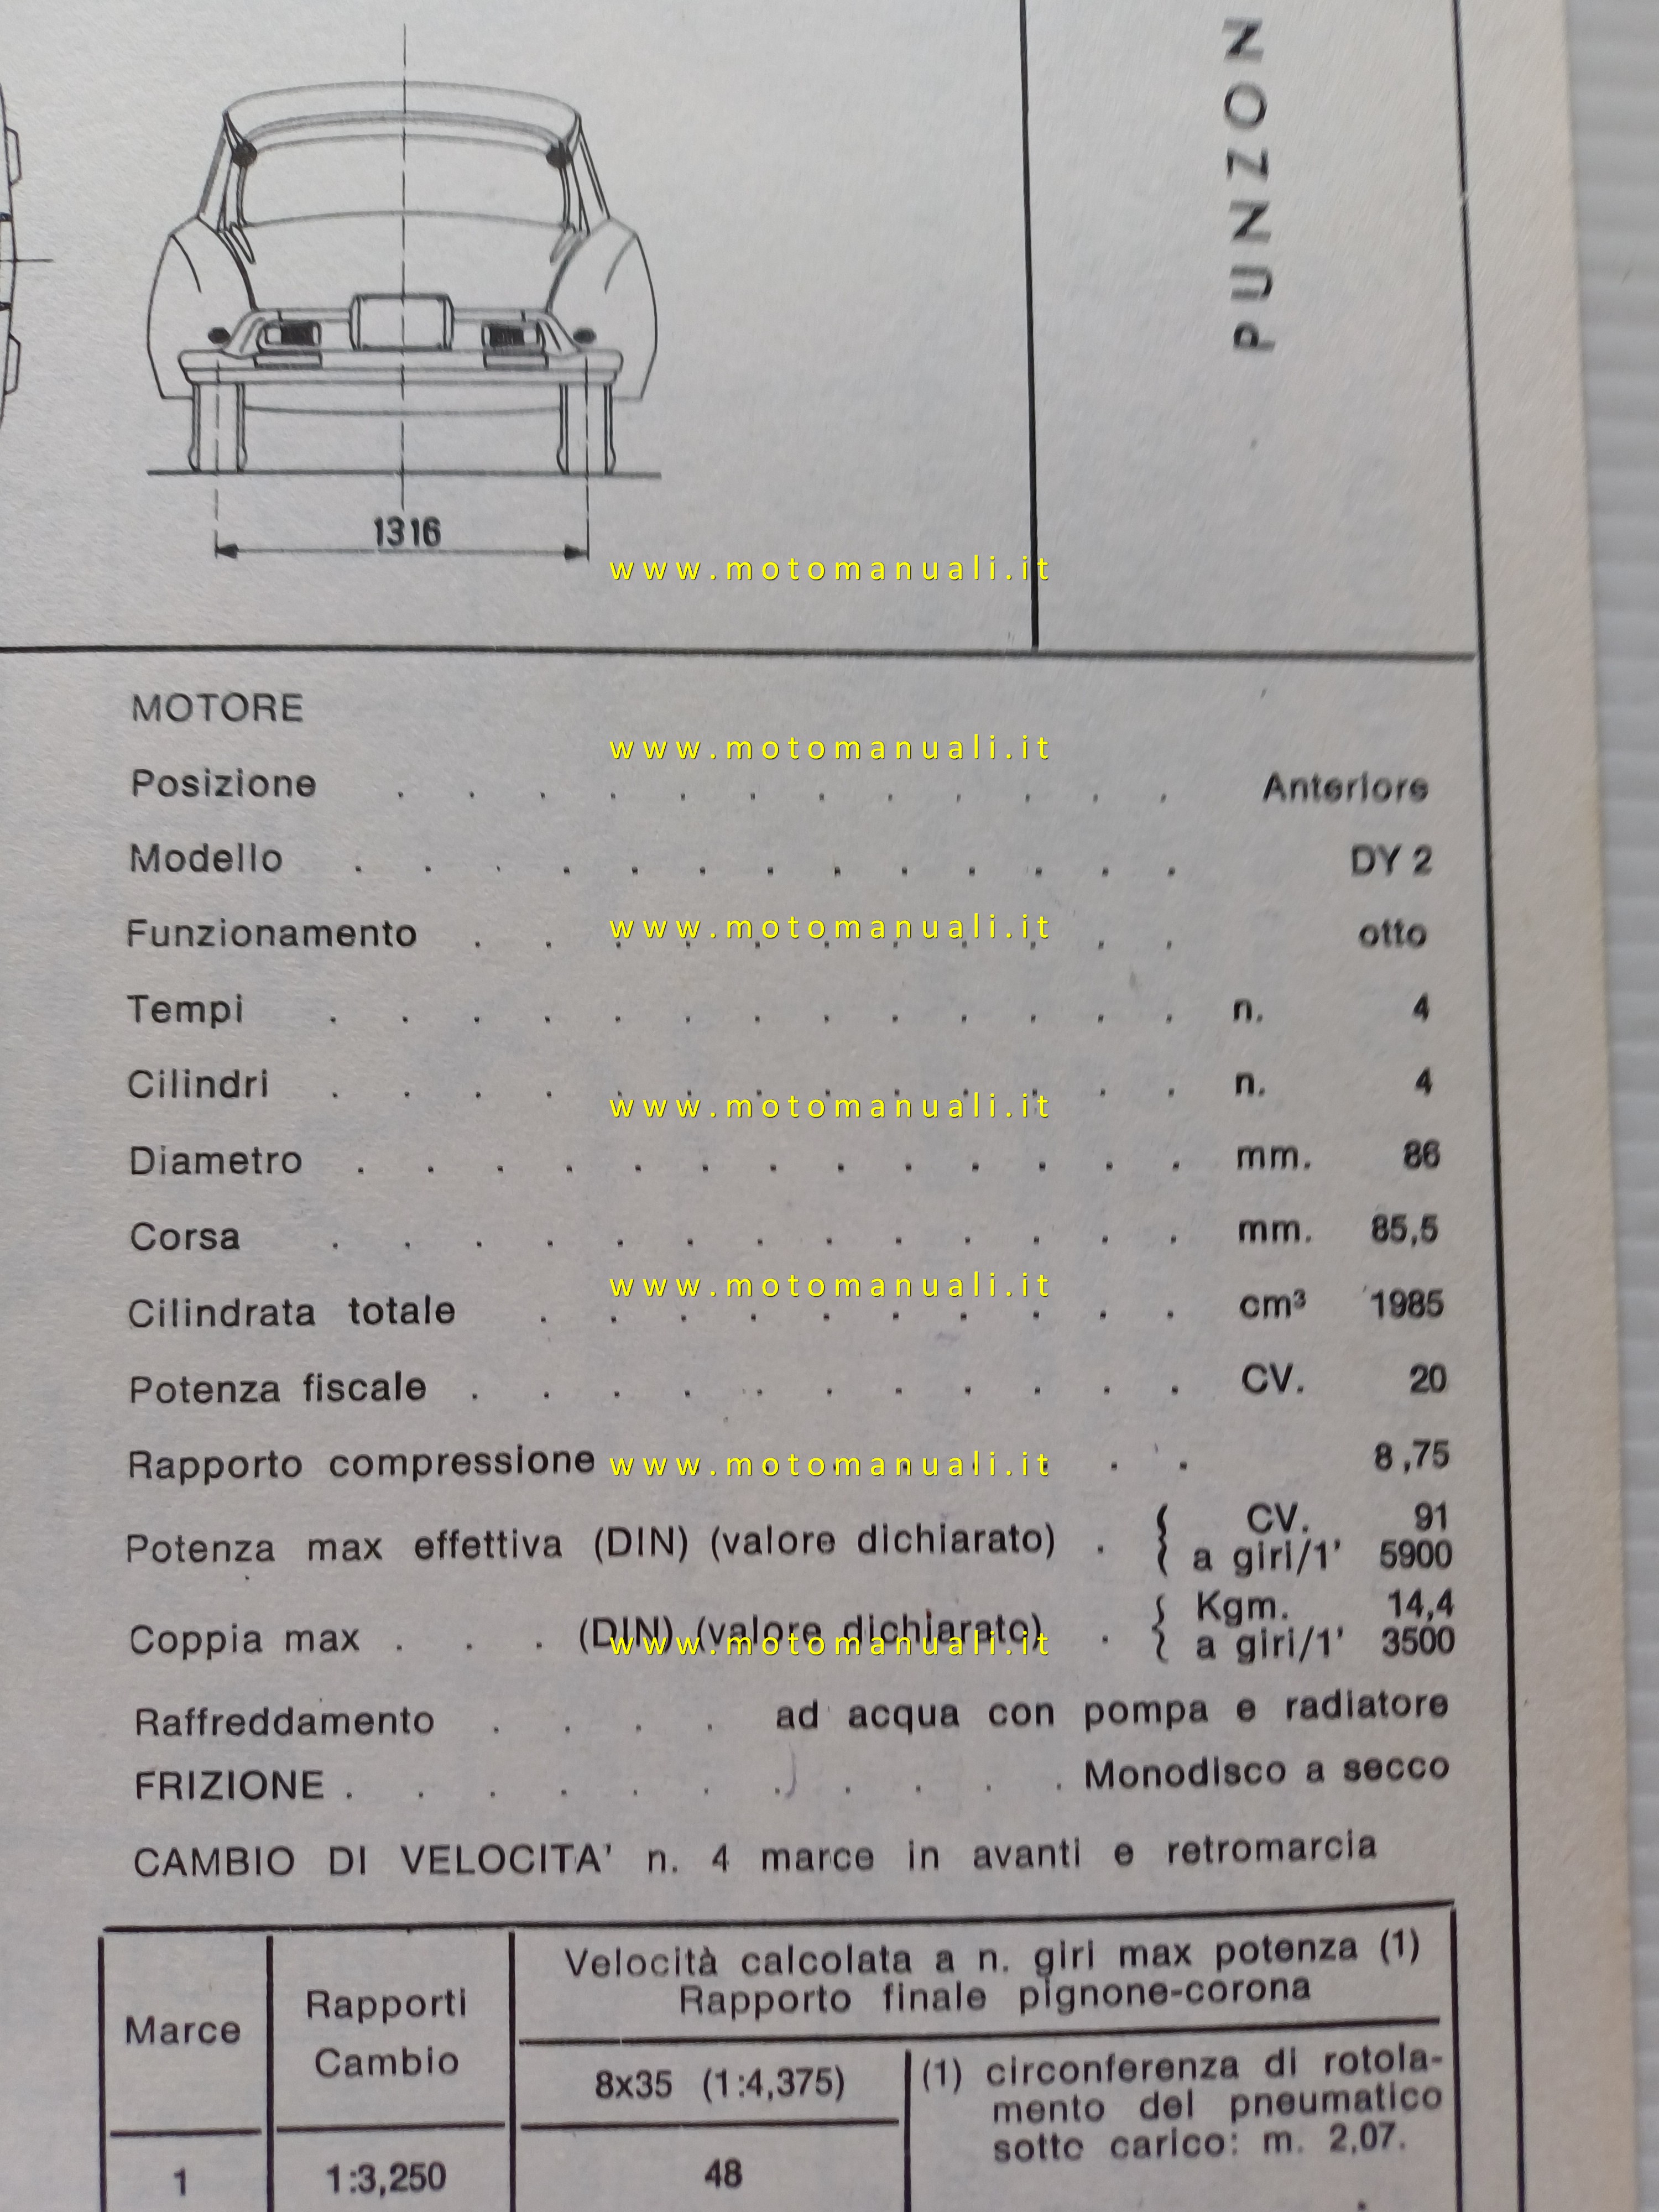 PUNZON
1316
www.motomanuali.it
MOTORE
www.motomanuali.it
Posizione . . . . . . . . . . . . Anteriore
Modello . . . . . . . . . . . . . DY 2
www.motomanuali.it
Funzionamento . . . . . . . . . . . otto
Tempi . . . . . . . . . . . . . n. 4
Cilindri . . . . . . . . . . . . . n. 4
www.motomanuali.it
Diametro . . . . . . . . . . . . . mm. 86
Corsa . . . . . . . . . . . . . mm. 85,5
www.motomanuali.it
Cilindrata totale . . . . . . . . . . cm³ 1985
Potenza fiscale . . . . . . . . . . . CV. 20
Rapporto compressione . . . . . . . 8,75
www.motomanuali.it
Potenza max effettiva (DIN) (valore dichiarato) . { CV. 91
a giri/1' 5900
Coppia max . . . (DIN) (valore dichiarato) . { Kgm. 14,4
a giri/1' 3500
www.motomanuali.it
Raffreddamento . . . . ad acqua con pompa e radiatore
FRIZIONE . . . . . . . . . . . Monodisco a secco
CAMBIO DI VELOCITA' n. 4 marce in avanti e retromarcia
Marce
Rapporti
Cambio
Velocità calcolata a n. giri max potenza (1)
Rapporto finale pignone-corona
8x35 (1:4,375)
(1) circonferenza di rotola-
mento del pneumatico
sotto carico: m. 2,07.
1 1:3,250 48